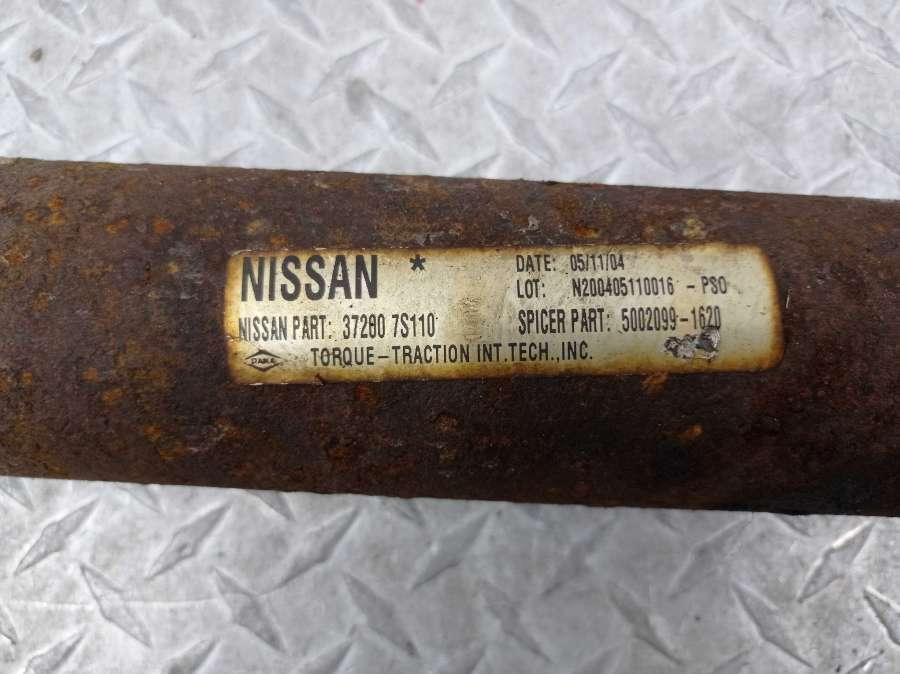 NISSAN *
DATE: 05/11/04
LOT: N200405110016 -PSO
NISSAN PART: 37200 7S110
SPICER PART: 5002099-1620
DANA
TORQUE-TRACTION INT.TECH.,INC.